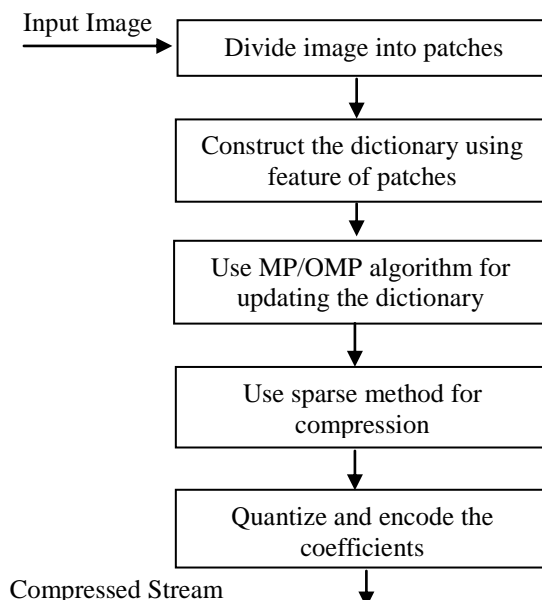 Input Image
Divide image into patches
Construct the dictionary using
feature of patches
Use MP/OMP algorithm for
updating the dictionary
Use sparse method for
compression
Quantize and encode the
coefficients
Compressed Stream